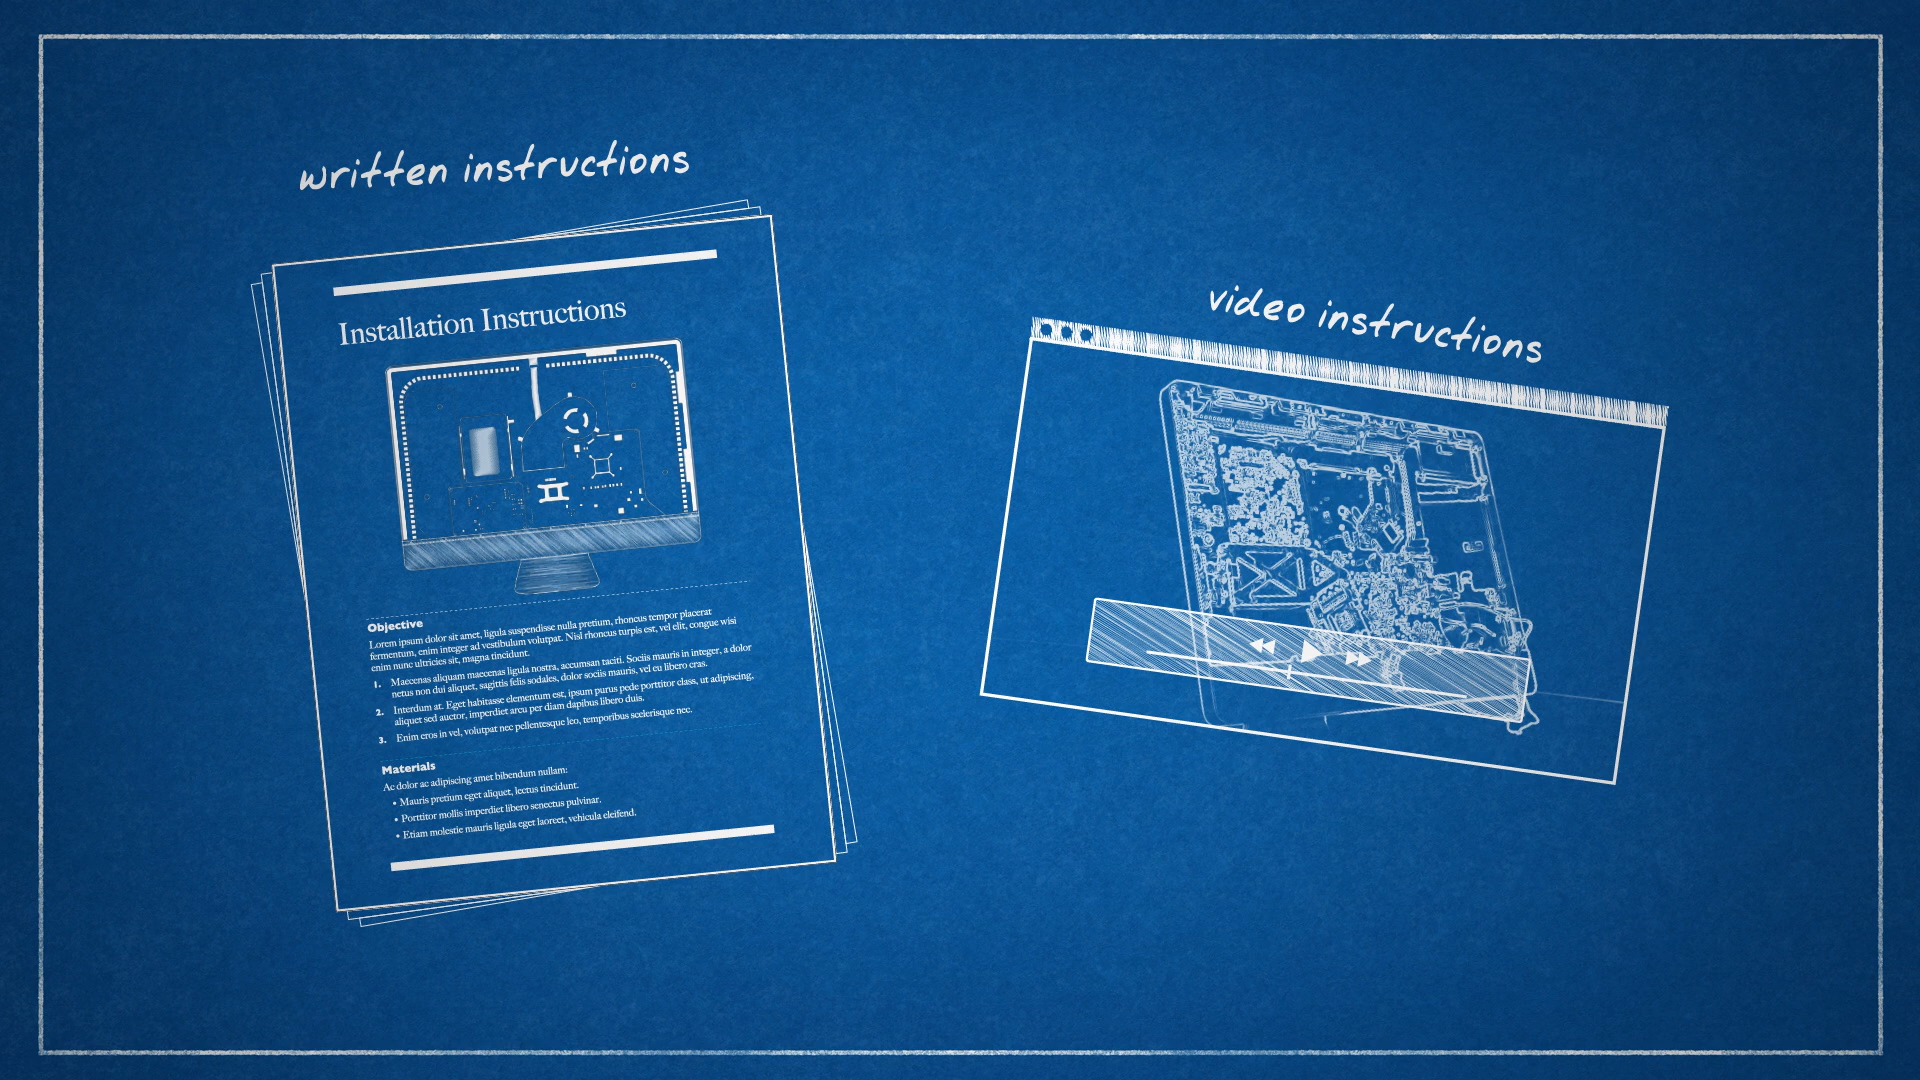 written instructions
Installation Instructions
Objective
Lorem ipsum dolor sit amet, ligula suspendisse nulla pretium, rhoncus tempor placerat
fermentum, enim integer ad vestibulum volutpat. Nisl rhoncus turpis est, vel elit, congue wisi
enim nunc ultricies sit, magna tincidunt.
1. Maecenas aliquam maecenas ligula nostra, accumsan taciti. Sociis mauris in integer, a dolor
netus non dui aliquet, sagittis felis sodales, dolor sociis mauris, vel eu libero cras.
2. Interdum at. Eget habitasse elementum est, ipsum purus pede porttitor class, ut adipiscing,
aliquet sed auctor, imperdiet arcu per diam dapibus libero duis.
3. Enim eros in vel, volutpat nec pellentesque leo, temporibus scelerisque nec.
Materials
Ac dolor ac adipiscing amet bibendum nullam:
• Mauris pretium eget aliquet, lectus tincidunt.
• Porttitor mollis imperdiet libero senectus pulvinar.
• Etiam molestie mauris ligula eget laoreet, vehicula eleifend.
video instructions